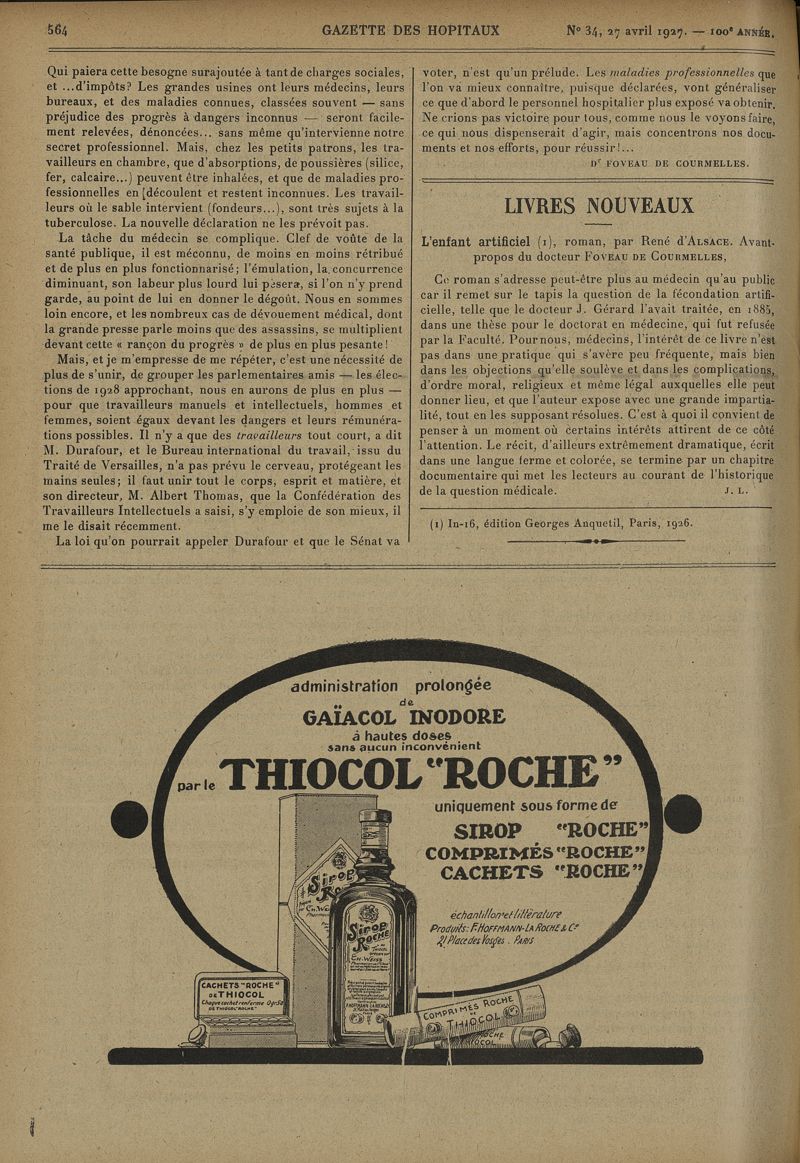 564
GAZETTE DES HOPITAUX
N° 34, 27 avril 1927. — 100e ANNÉE.
Qui paiera cette besogne surajoutée à tant de charges sociales,
et ...d'impôts? Les grandes usines ont leurs médecins, leurs
bureaux, et des maladies connues, classées souvent — sans
préjudice des progrès à dangers inconnus — seront facile-
ment relevées, dénoncées... sans même qu'intervienne notre
secret professionnel. Mais, chez les petits patrons, les tra-
vailleurs en chambre, que d'absorptions, de poussières (silice,
fer, calcaire...) peuvent être inhalées, et que de maladies pro-
fessionnelles en [découlent et restent inconnues. Les travail-
leurs où le sable intervient (fondeurs...), sont très sujets à la
tuberculose. La nouvelle déclaration ne les prévoit pas.
La tâche du médecin se complique. Clef de voûte de la
santé publique, il est méconnu, de moins en moins rétribué
et de plus en plus fonctionnarisé; l'émulation, la concurrence
diminuant, son labeur plus lourd lui pèsera, si l'on n'y prend
garde, au point de lui en donner le dégoût. Nous en sommes
loin encore, et les nombreux cas de dévouement médical, dont
la grande presse parle moins que des assassins, se multiplient
devant cette « rançon du progrès » de plus en plus pesante!
Mais, et je m'empresse de me répéter, c'est une nécessité de
plus de s'unir, de grouper les parlementaires amis — les élec-
tions de 1928 approchant, nous en aurons de plus en plus —
pour que travailleurs manuels et intellectuels, hommes et
femmes, soient égaux devant les dangers et leurs rémunéra-
tions possibles. Il n'y a que des travailleurs tout court, a dit
M. Durafour, et le Bureau international du travail, issu du
Traité de Versailles, n'a pas prévu le cerveau, protégeant les
mains seules; il faut unir tout le corps, esprit et matière, et
son directeur, M. Albert Thomas, que la Confédération des
Travailleurs Intellectuels a saisi, s'y emploie de son mieux, il
me le disait récemment.
La loi qu'on pourrait appeler Durafour et que le Sénat va
voter, n'est qu'un prélude. Les maladies professionnelles que
l'on va mieux connaître, puisque déclarées, vont généraliser
ce que d'abord le personnel hospitalier plus exposé va obtenir.
Ne crions pas victoire pour tous, comme nous le voyons faire,
ce qui nous dispenserait d'agir, mais concentrons nos docu-
ments et nos efforts, pour réussir!...
Dr FOVEAU DE COURMELLES.
LIVRES NOUVEAUX
L'enfant artificiel (1), roman, par René d'ALSACE. Avant-
propos du docteur FOVEAU DE COURMELLES,
Ce roman s'adresse peut-être plus au médecin qu'au public
car il remet sur le tapis la question de la fécondation artifi-
cielle, telle que le docteur J. Gérard l'avait traitée, en 1885,
dans une thèse pour le doctorat en médecine, qui fut refusée
par la Faculté. Pour nous, médecins, l'intérêt de ce livre n'est
pas dans une pratique qui s'avère peu fréquente, mais bien
dans les objections qu'elle soulève et dans les complications,
d'ordre moral, religieux et même légal auxquelles elle peut
donner lieu, et que l'auteur expose avec une grande impartia-
lité, tout en les supposant résolues. C'est à quoi il convient de
penser à un moment où certains intérêts attirent de ce côté
l'attention. Le récit, d'ailleurs extrêmement dramatique, écrit
dans une langue ferme et colorée, se termine par un chapitre
documentaire qui met les lecteurs au courant de l'historique
de la question médicale. J. L.
(1) In-16, édition Georges Anquetil, Paris, 1926.
administration prolongée
de
GAÏACOL INODORE
à hautes doses
sans aucun inconvénient
par le THIOCOL "ROCHE"
uniquement sous forme de
SIROP "ROCHE"
COMPRIMÉS "ROCHE"
CACHETS "ROCHE"
échantillon et littérature
Produits: F. HOFFMANN-LA ROCHE & Cie
21 Place des Vosges. PARIS
Sirop
Sirop
ROCHE
CACHETS "ROCHE"
DE THIOCOL
Chaque cachet renferme
DE THIOCOL "ROCHE"
COMPRIMÉS ROCHE
THIOCOL
ROCHE
THIOCOL